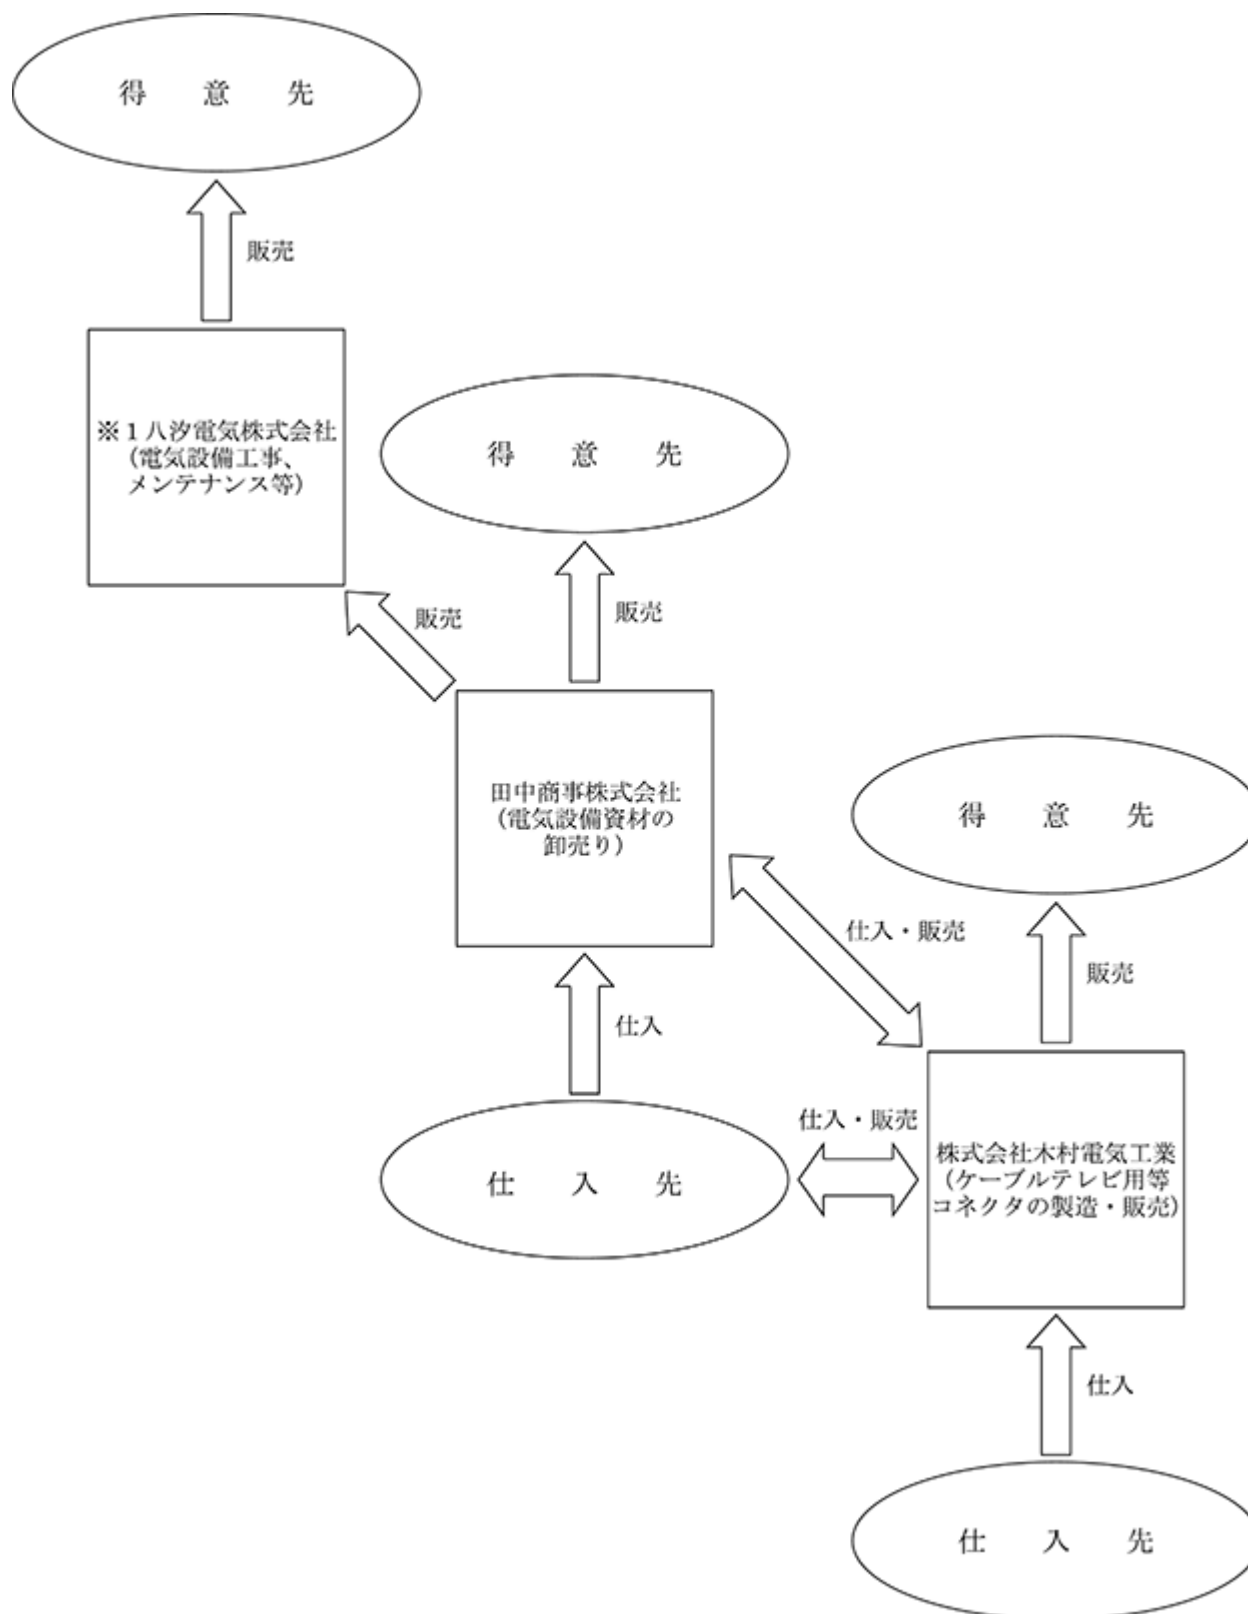 得　意　先
販売
※1八汐電気株式会社
(電気設備工事、
メンテナンス等)
得　意　先
販売
販売
田中商事株式会社
(電気設備資材の
卸売り)
得　意　先
仕入・販売
販売
仕入
仕入・販売
仕　入　先
株式会社木村電気工業
(ケーブルテレビ用等
コネクタの製造・販売)
仕入
仕　入　先